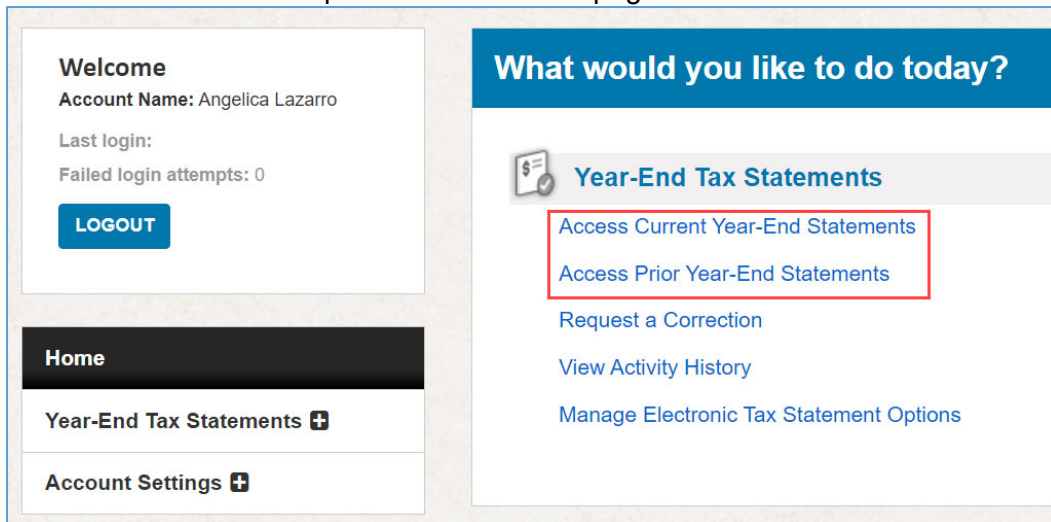 Welcome
Account Name: Angelica Lazarro
Last login:
Failed login attempts: 0
LOGOUT
Home
Year-End Tax Statements
Account Settings
What would you like to do today?
Year-End Tax Statements
Access Current Year-End Statements
Access Prior Year-End Statements
Request a Correction
View Activity History
Manage Electronic Tax Statement Options